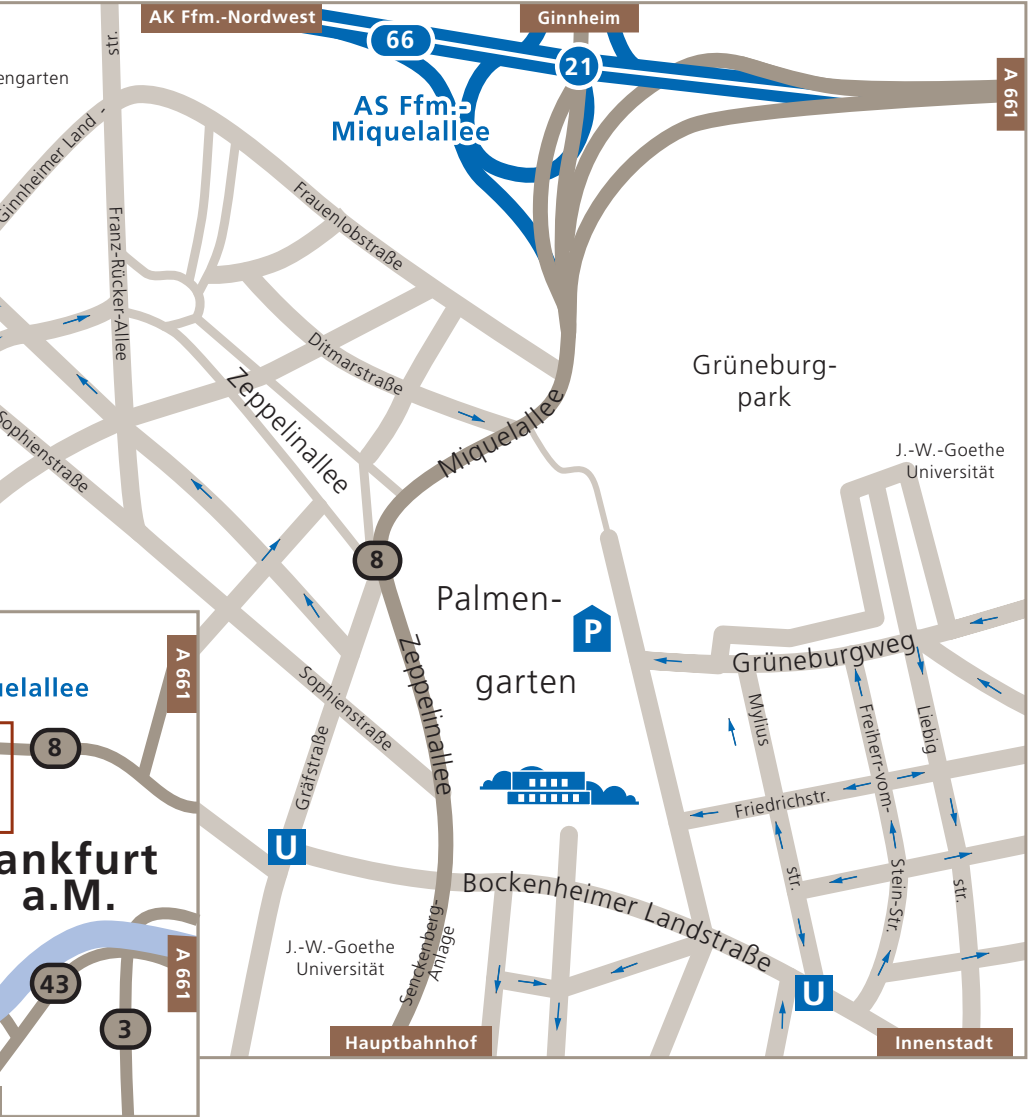 AK Ffm.-Nordwest
Ginnheim
66
21
A 661
str.
engarten
AS Ffm.-
Miquelallee
Ginnheimer Land -
Franz-Rücker-Allee
Frauenlobstraße
Ditmarstraße
Zeppelinallee
Miquelallee
Sophienstraße
Grüneburg-
park
J.-W.-Goethe
Universität
8
Palmen-
garten
P
Grüneburgweg
Zeppelinallee
Sophienstraße
Gräfstraße
Mylius
str.
Freiherr-vom-
Stein-Str.
Liebig
str.
Friedrichstr.
U
Bockenheimer Landstraße
J.-W.-Goethe
Universität
Senckenberg-
Anlage
U
Hauptbahnhof
Innenstadt
A 661
uelallee
8
ankfurt
a.M.
A 661
43
3